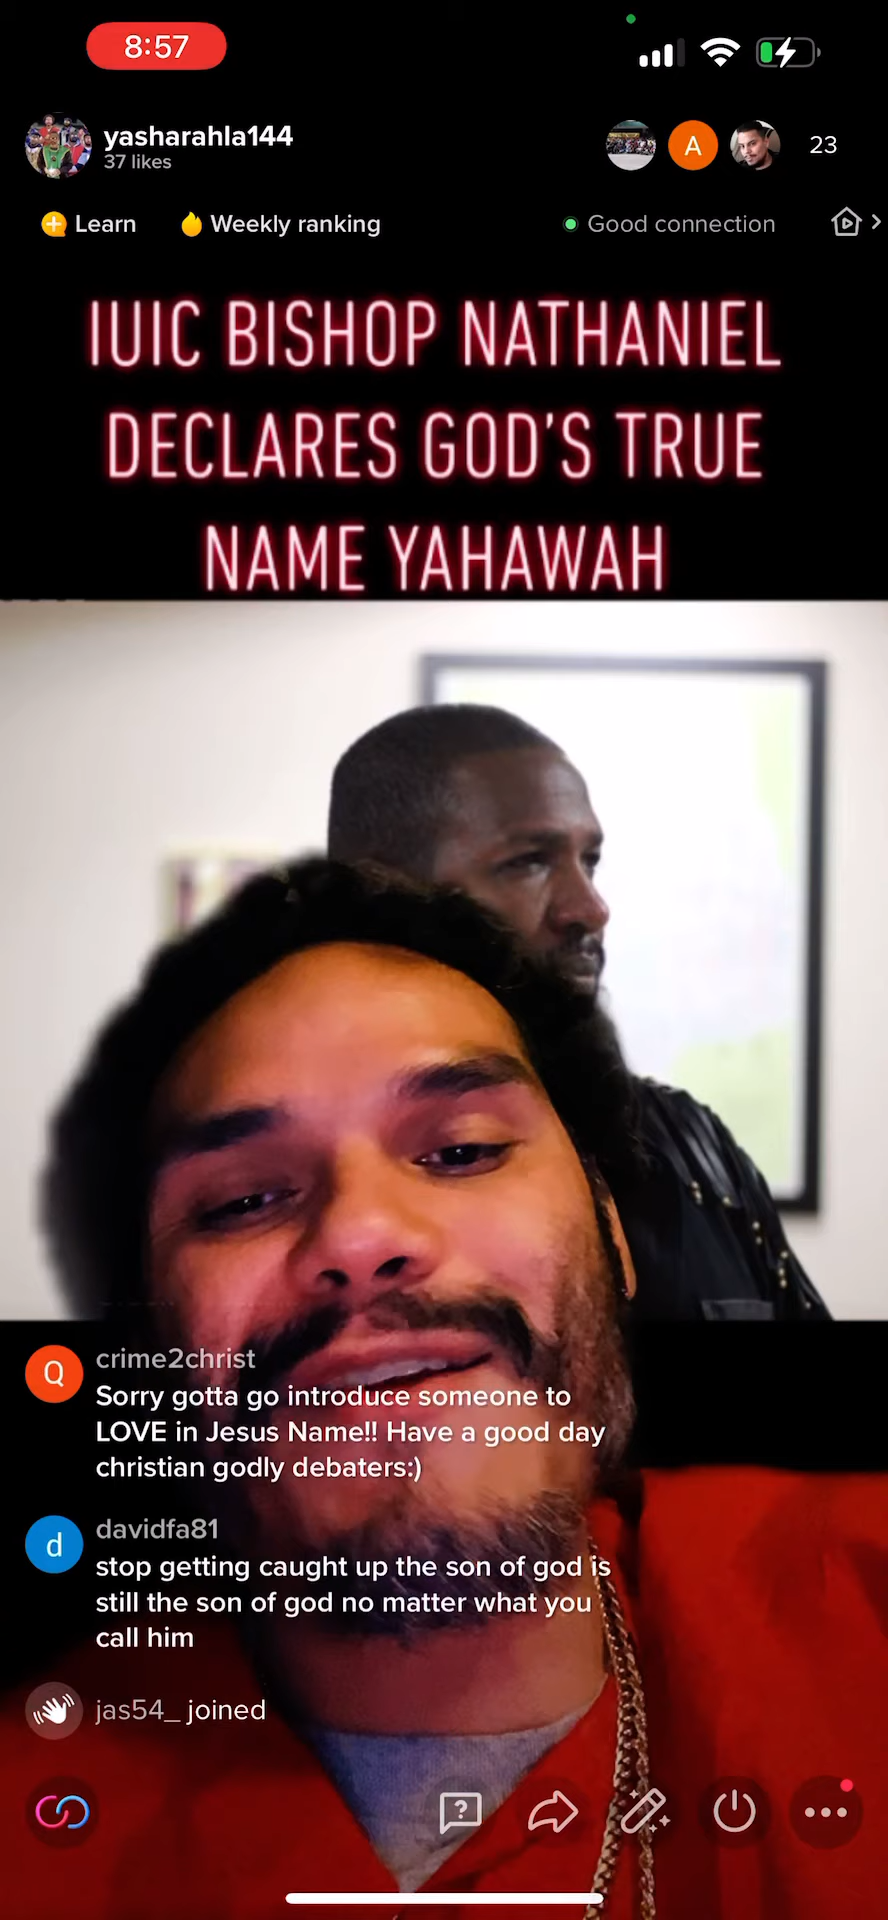 8:57
yasharahla144
37 likes
A
23
Learn
Weekly ranking
Good connection
IUIC BISHOP NATHANIEL
DECLARES GOD'S TRUE
NAME YAHAWAH
Q
crime2christ
Sorry gotta go introduce someone to
LOVE in Jesus Name!! Have a good day
christian godly debaters:)
d
davidfa81
stop getting caught up the son of god is
still the son of god no matter what you
call him
jas54_ joined
?